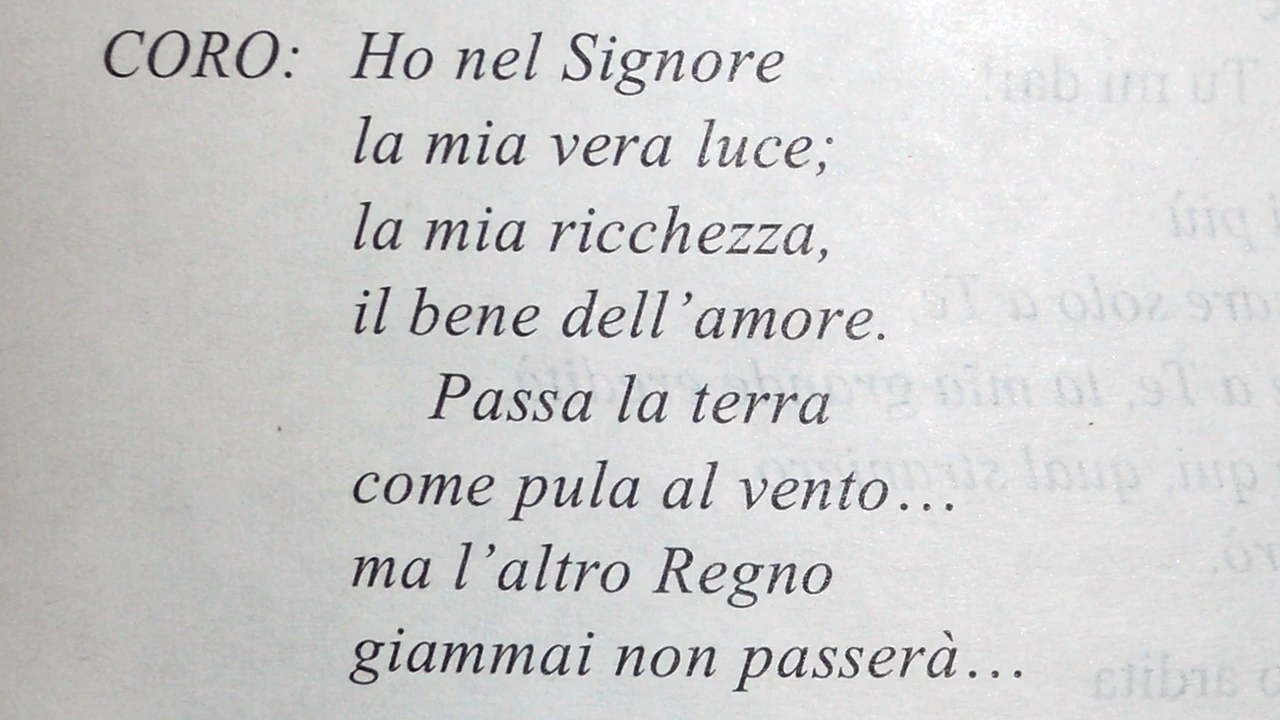 CORO: Ho nel Signore
la mia vera luce;
la mia ricchezza,
il bene dell'amore.
Passa la terra
come pula al vento...
ma l'altro Regno
giammai non passerà...